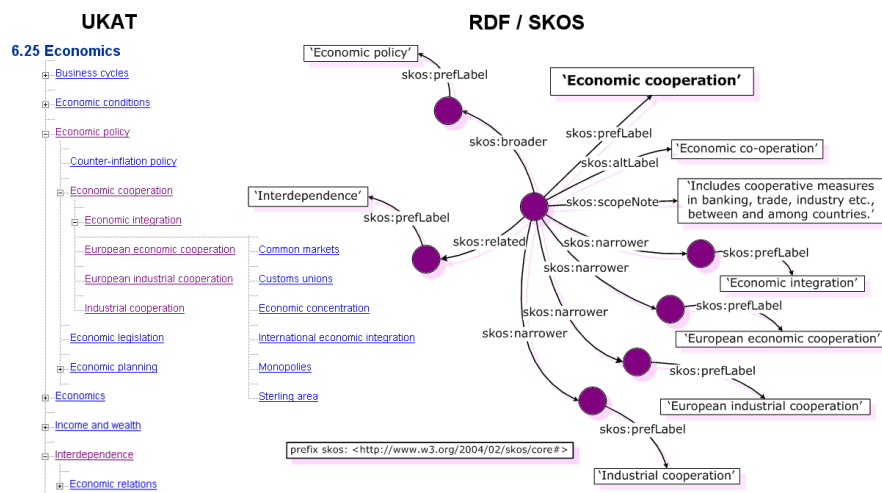 UKAT
RDF / SKOS
6.25 Economics
Business cycles
Economic conditions
Economic policy
Counter-inflation policy
Economic cooperation
Economic integration
European economic cooperation
European industrial cooperation
Industrial cooperation
Economic legislation
Economic planning
Economics
Income and wealth
Interdependence
Economic relations
Common markets
Customs unions
Economic concentration
International economic integration
Monopolies
Sterling area
‘Economic policy’
skos:prefLabel
skos:broader
‘Economic cooperation’
skos:prefLabel
skos:altLabel
‘Economic co-operation’
skos:scopeNote
‘Includes cooperative measures
in banking, trade, industry etc.,
between and among countries.’
‘Interdependence’
skos:prefLabel
skos:related
skos:narrower
skos:prefLabel
‘Economic integration’
skos:narrower
skos:prefLabel
‘European economic cooperation’
skos:narrower
skos:prefLabel
‘European industrial cooperation’
skos:narrower
skos:prefLabel
‘Industrial cooperation’
prefix skos: <http://www.w3.org/2004/02/skos/core#>